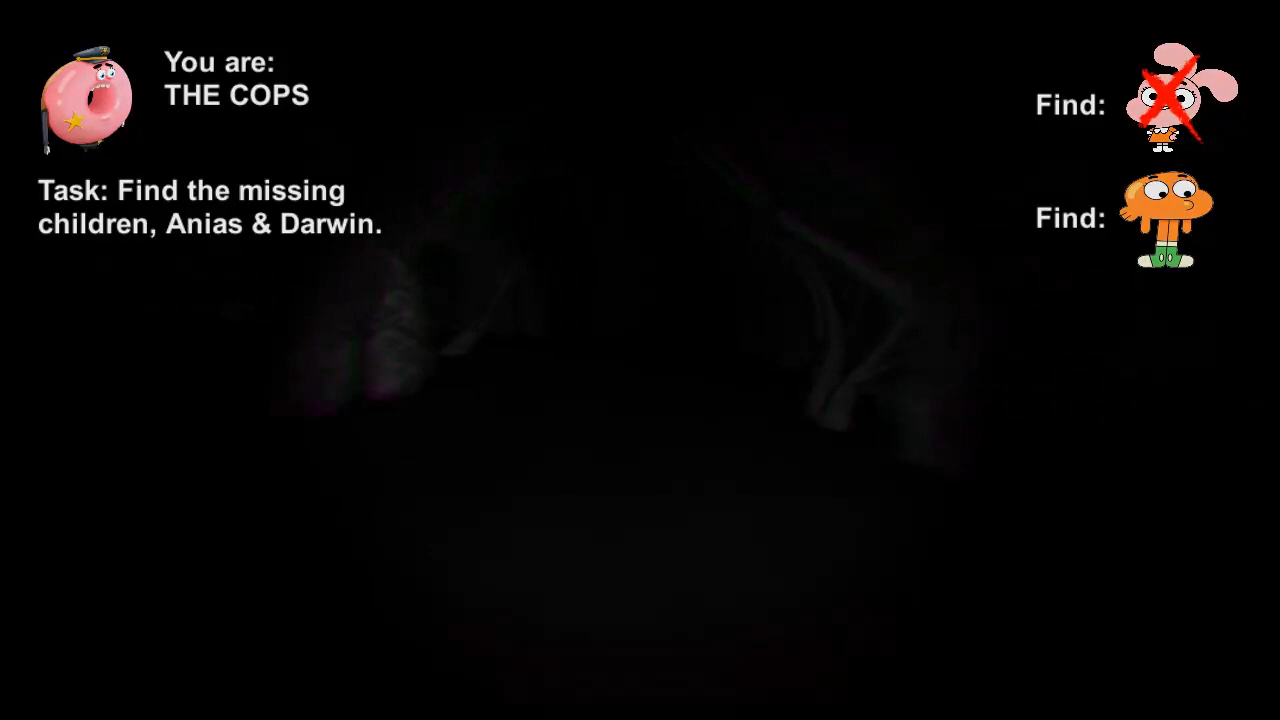 You are:
THE COPS
Task: Find the missing
children, Anias & Darwin.
Find:
Find: